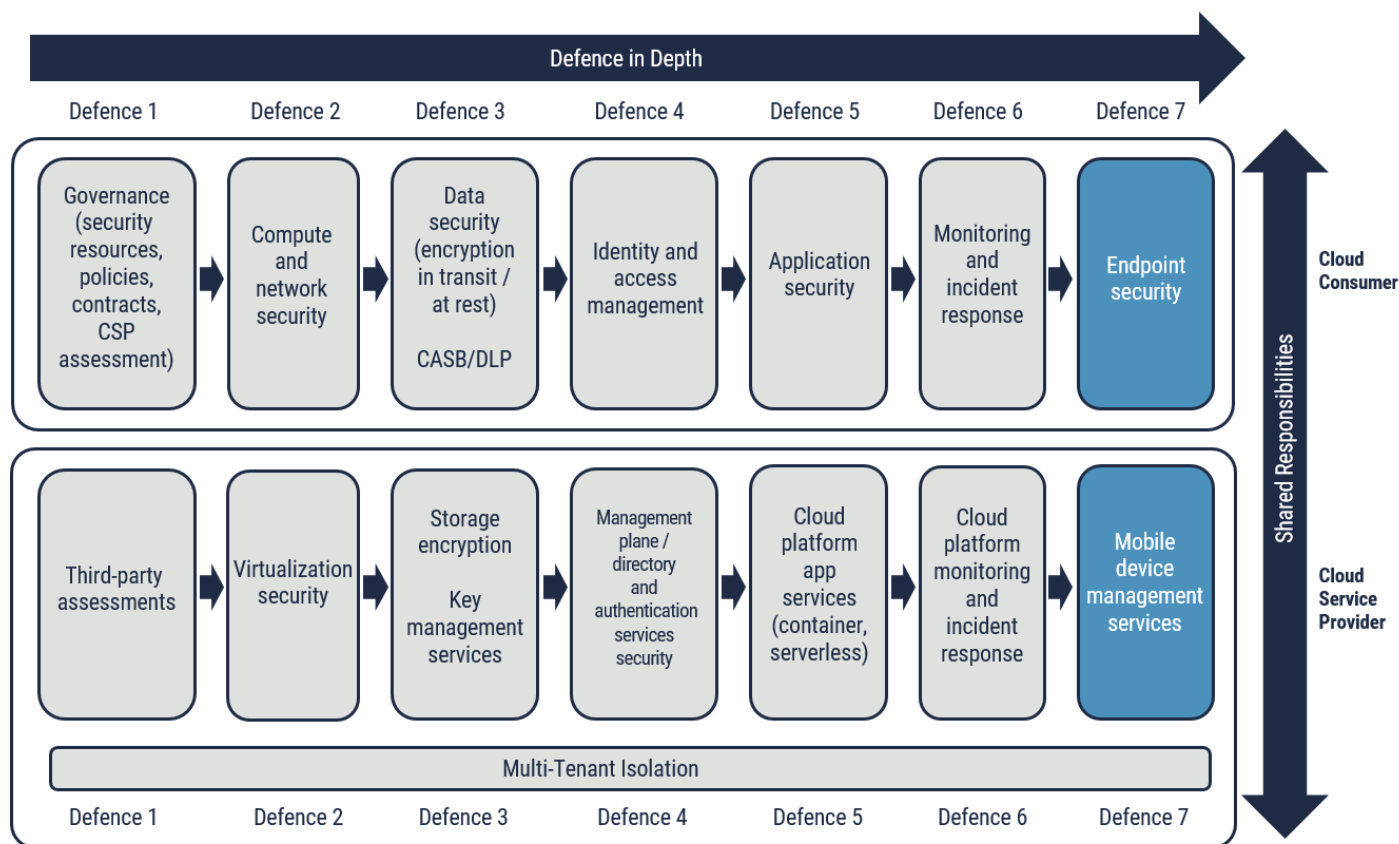 Defence in Depth
Defence 1
Defence 2
Defence 3
Defence 4
Defence 5
Defence 6
Defence 7
Governance
(security
resources,
policies,
contracts,
CSP
assessment)
Compute
and
network
security
Data
security
(encryption
in transit /
at rest)
CASB/DLP
Identity and
access
management
Application
security
Monitoring
and
incident
response
Endpoint
security
Cloud
Consumer
Shared Responsibilities
Third-party
assessments
Virtualization
security
Storage
encryption
Key
management
services
Management
plane /
directory
and
authentication
services
security
Cloud
platform
app
services
(container,
serverless)
Cloud
platform
monitoring
and
incident
response
Mobile
device
management
services
Cloud
Service
Provider
Multi-Tenant Isolation
Defence 1
Defence 2
Defence 3
Defence 4
Defence 5
Defence 6
Defence 7